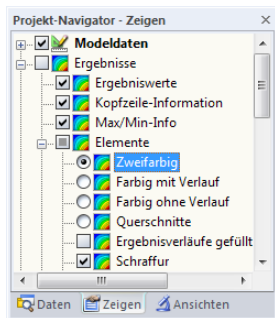 Projekt-Navigator - Zeigen
Modeldaten
Ergebnisse
Ergebniswerte
Kopfzeile-Information
Max/Min-Info
Elemente
Zweifarbig
Farbig mit Verlauf
Farbig ohne Verlauf
Querschnitte
Ergebnisverläufe gefüllt
Schraffur
Daten Zeigen Ansichten